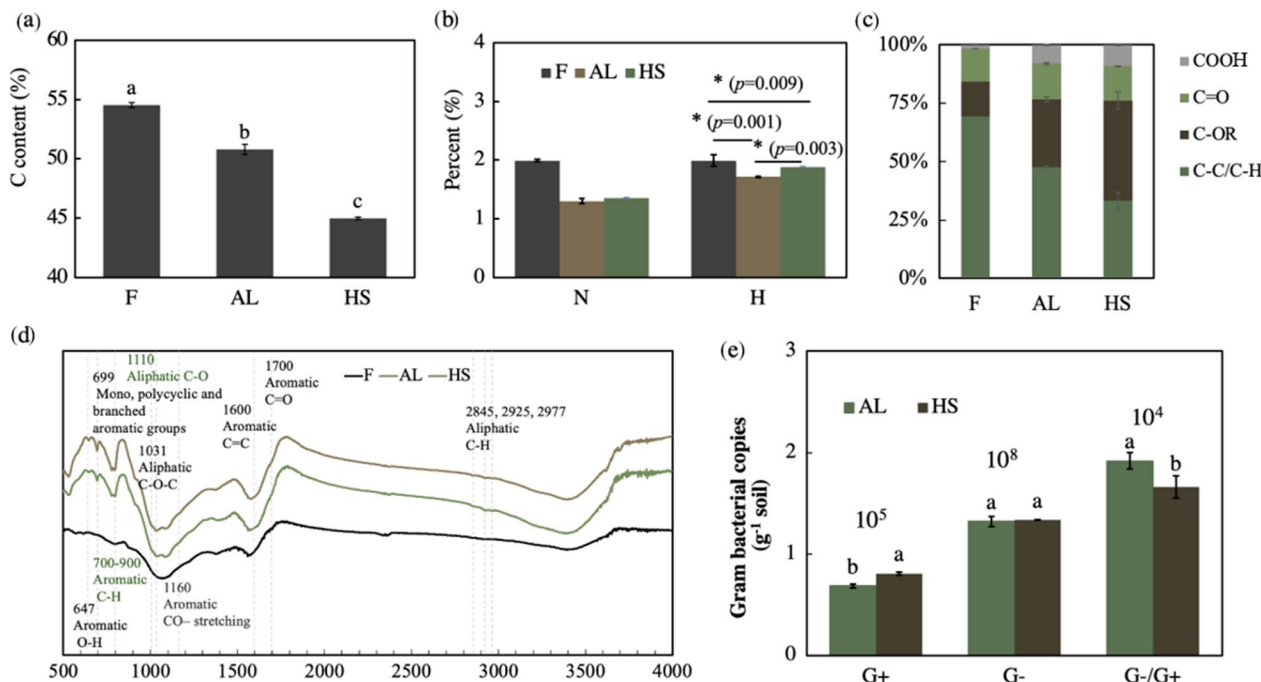 (a)
60
55
50
45
40
C content (%)
a
b
c
F
AL
HS
(b)
4
3
2
1
0
Percent (%)
F AL HS
* (p=0.009)
* (p=0.001)
* (p=0.003)
N
H
(c)
100%
75%
50%
25%
0%
F
AL
HS
COOH
C=O
C-OR
C-C/C-H
(d)
1110
Aliphatic C-O
699
Mono, polycyclic and
branched
aromatic groups
1031
Aliphatic
C-O-C
1600
Aromatic
C=C
1700
Aromatic
C=O
F AL HS
2845, 2925, 2977
Aliphatic
C-H
700-900
Aromatic
C-H
647
Aromatic
O-H
1160
Aromatic
CO– stretching
500 1000 1500 2000 2500 3000 3500 4000
(e)
3
2
1
0
Gram bacterial copies
(g-1 soil)
AL HS
10⁵
b
a
10⁸
a
a
10⁴
a
b
G+
G-
G-/G+